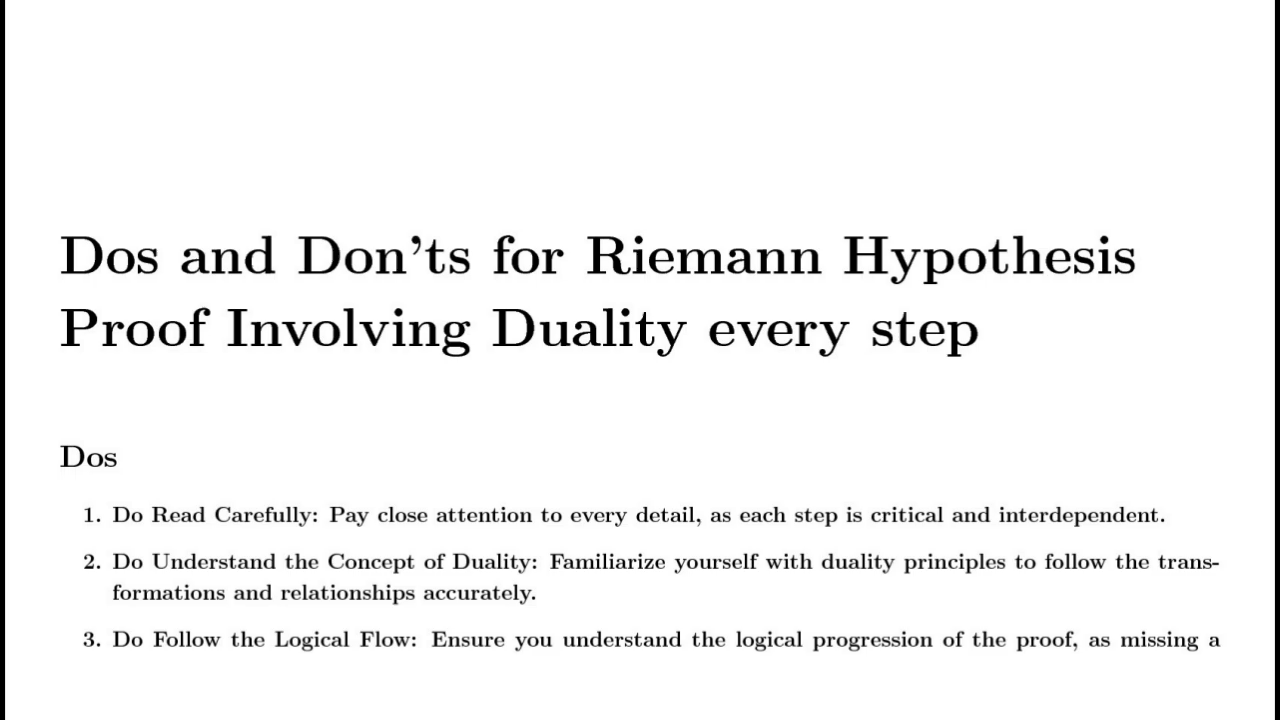 Dos and Don'ts for Riemann Hypothesis
Proof Involving Duality every step
Dos
1. Do Read Carefully: Pay close attention to every detail, as each step is critical and interdependent.
2. Do Understand the Concept of Duality: Familiarize yourself with duality principles to follow the trans-
formations and relationships accurately.
3. Do Follow the Logical Flow: Ensure you understand the logical progression of the proof, as missing a